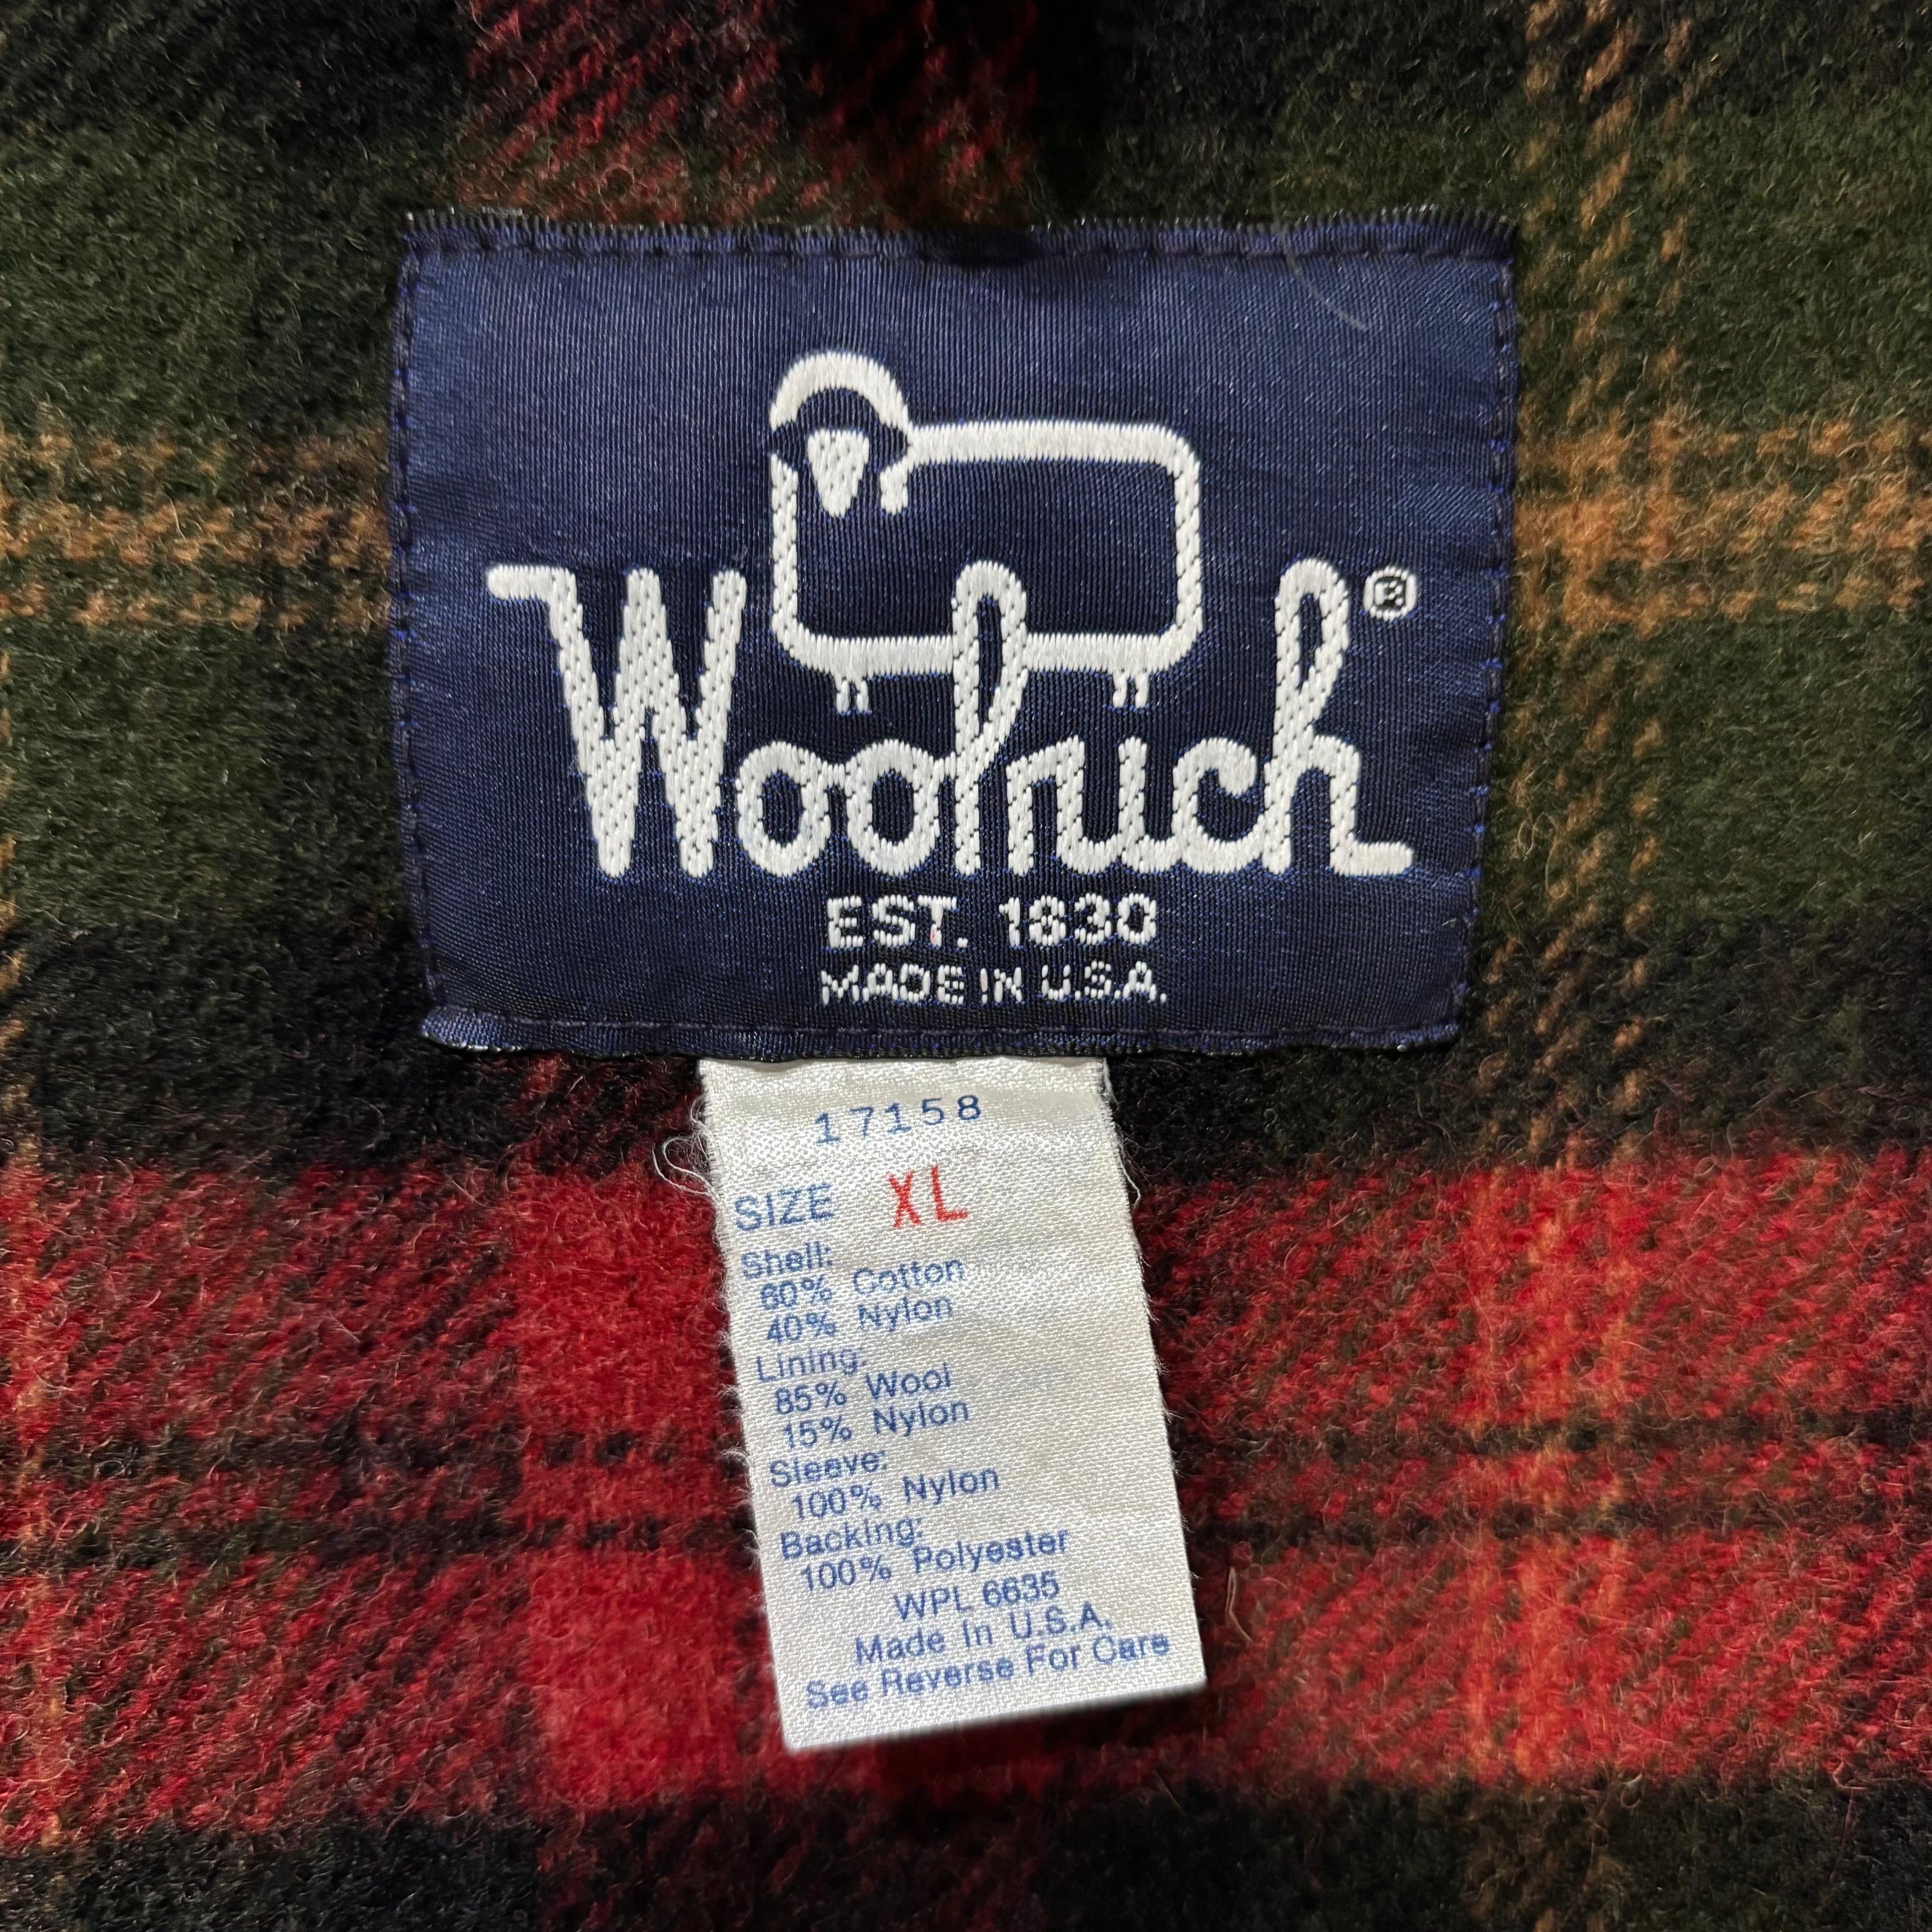 Woolrich®
EST. 1830
MADE IN U.S.A.
17158
SIZE XL
Shell:
60% Cotton
40% Nylon
Lining:
85% Wool
15% Nylon
Sleeve:
100% Nylon
Backing:
100% Polyester
WPL 6635
Made In U.S.A.
See Reverse For Care